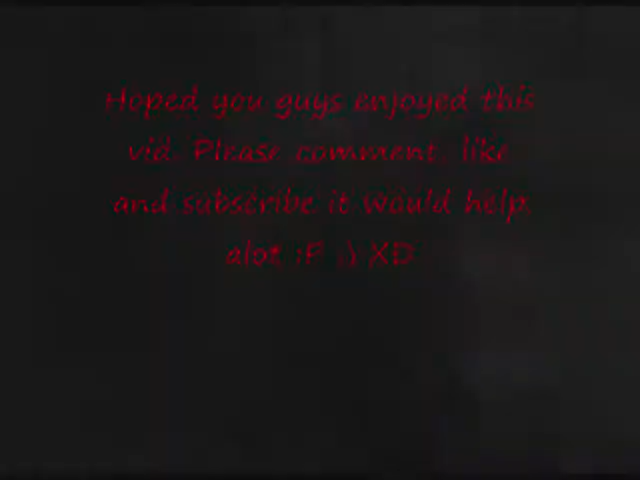 Hoped you guys enjoyed this
vid. Please comment, like
and subscribe it would help
alot :P :) XD